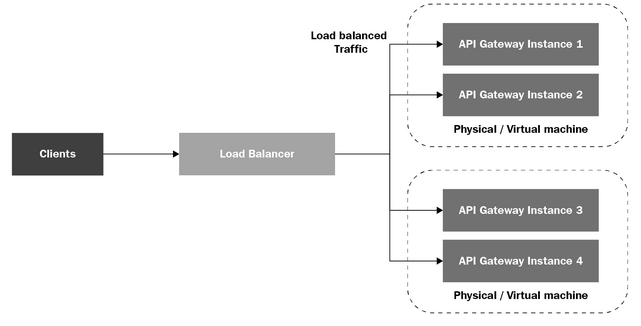 Load balanced
Traffic
API Gateway Instance 1
API Gateway Instance 2
Physical / Virtual machine
Clients
Load Balancer
API Gateway Instance 3
API Gateway Instance 4
Physical / Virtual machine